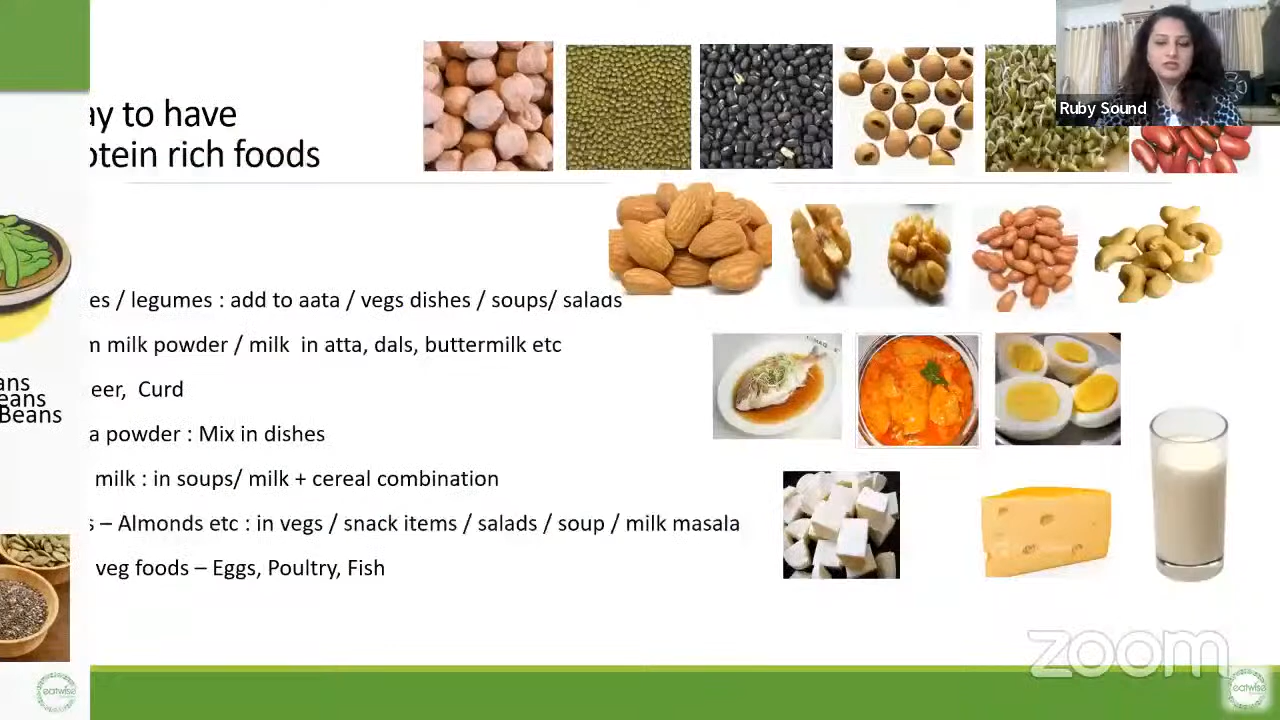 ay to have
otein rich foods
Ruby Sound
es / legumes : add to aata / vegs dishes / soups/ salads
m milk powder / milk in atta, dals, buttermilk etc
ans
eans
Beans
eer, Curd
a powder : Mix in dishes
milk : in soups/ milk + cereal combination
s – Almonds etc : in vegs / snack items / salads / soup / milk masala
veg foods – Eggs, Poultry, Fish
zoom
eatwise
eatwise